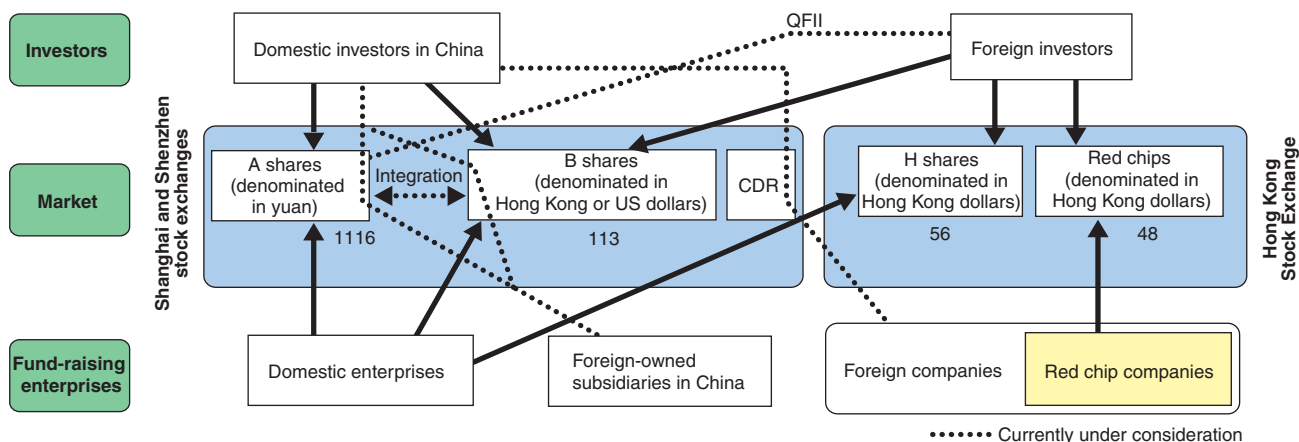 QFII
Investors
Domestic investors in China
Foreign investors
Shanghai and Shenzhen
stock exchanges
Market
A shares
(denominated
in yuan)
Integration
B shares
(denominated in
Hong Kong or US dollars)
CDR
H shares
(denominated in
Hong Kong dollars)
Red chips
(denominated in
Hong Kong dollars)
1116
113
56
48
Hong Kong
Stock Exchange
Fund-raising
enterprises
Domestic enterprises
Foreign-owned
subsidiaries in China
Foreign companies
Red chip companies
Currently under consideration